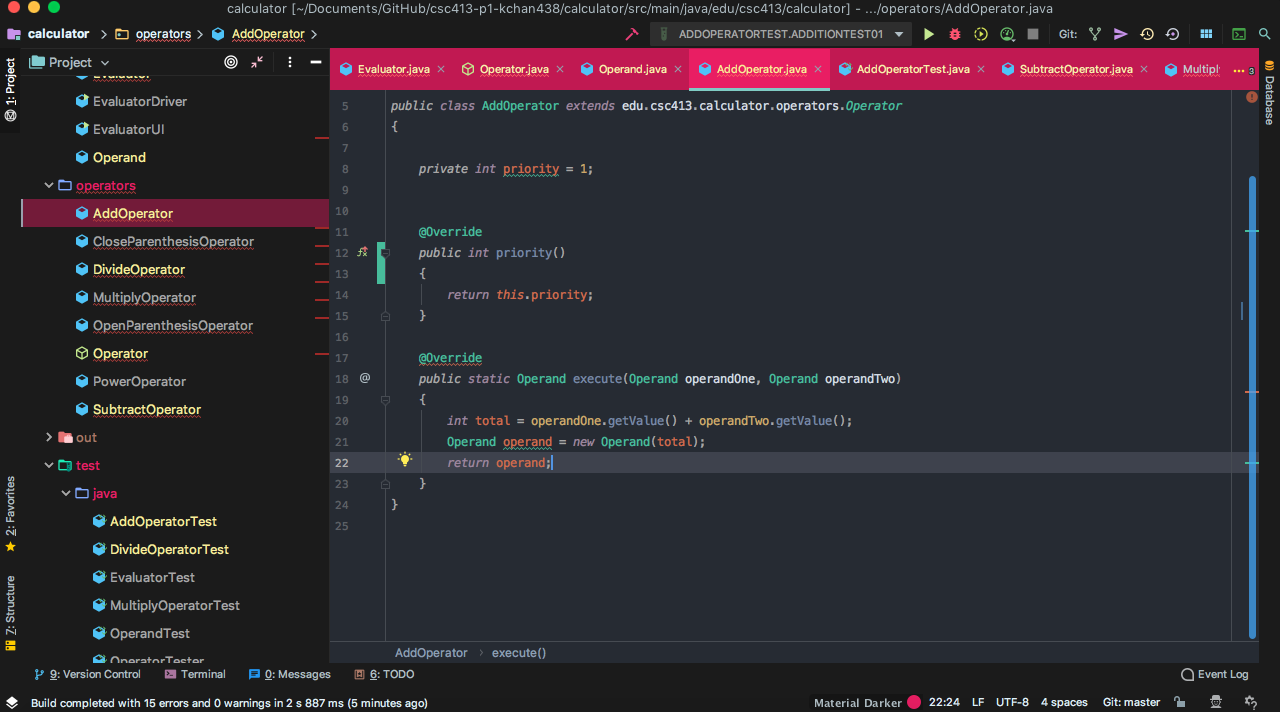 calculator [~/Documents/GitHub/csc413-p1-kchan438/calculator/src/main/java/edu/csc413/calculator] - .../operators/AddOperator.java
calculator operators AddOperator ADDOPERATORTEST.ADDITIONTEST01 Git:
1: Project
Project
Evaluator.java Operator.java Operand.java AddOperator.java AddOperatorTest.java SubtractOperator.java Multipl 3
Database
Evaluator
EvaluatorDriver
EvaluatorUI
Operand
operators
AddOperator
CloseParenthesisOperator
DivideOperator
MultiplyOperator
OpenParenthesisOperator
Operator
PowerOperator
SubtractOperator
out
test
java
AddOperatorTest
DivideOperatorTest
EvaluatorTest
MultiplyOperatorTest
OperandTest
OperatorTester
2: Favorites
7: Structure
5 public class AddOperator extends edu.csc413.calculator.operators.Operator
6 {
7
8 private int priority = 1;
9
10
11 @Override
12 public int priority()
13 {
14 return this.priority;
15 }
16
17 @Override
18 @ public static Operand execute(Operand operandOne, Operand operandTwo)
19 {
20 int total = operandOne.getValue() + operandTwo.getValue();
21 Operand operand = new Operand(total);
22 return operand;
23 }
24 }
25
AddOperator › execute()
9: Version Control Terminal 0: Messages 6: TODO Event Log
Build completed with 15 errors and 0 warnings in 2 s 887 ms (5 minutes ago) Material Darker 22:24 LF UTF-8 4 spaces Git: master